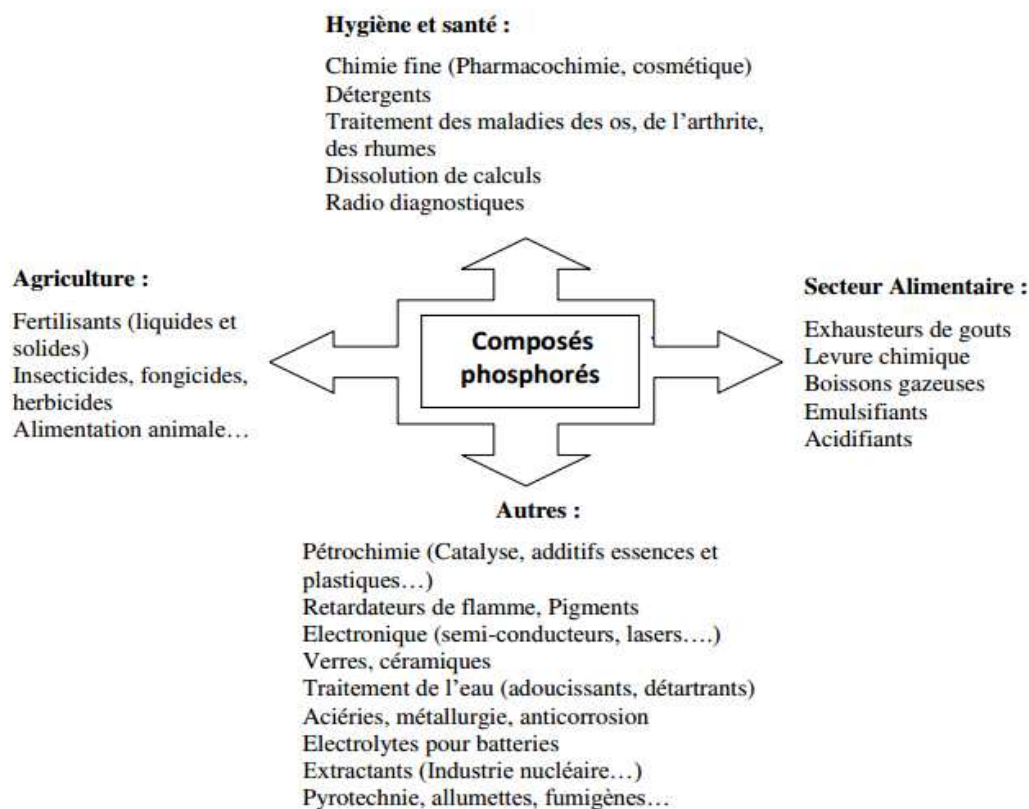 Hygiène et santé :
Chimie fine (Pharmacochimie, cosmétique)
Détergents
Traitement des maladies des os, de l’arthrite,
des rhumes
Dissolution de calculs
Radio diagnostiques
Agriculture :
Fertilisants (liquides et
solides)
Insecticides, fongicides,
herbicides
Alimentation animale…
Composés
phosphorés
Secteur Alimentaire :
Exhausteurs de gouts
Levure chimique
Boissons gazeuses
Emulsifiants
Acidifiants
Autres :
Pétrochimie (Catalyse, additifs essences et
plastiques…)
Retardateurs de flamme, Pigments
Electronique (semi-conducteurs, lasers….)
Verres, céramiques
Traitement de l’eau (adoucissants, détartrants)
Aciéries, métallurgie, anticorrosion
Electrolytes pour batteries
Extractants (Industrie nucléaire…)
Pyrotechnie, allumettes, fumigènes…